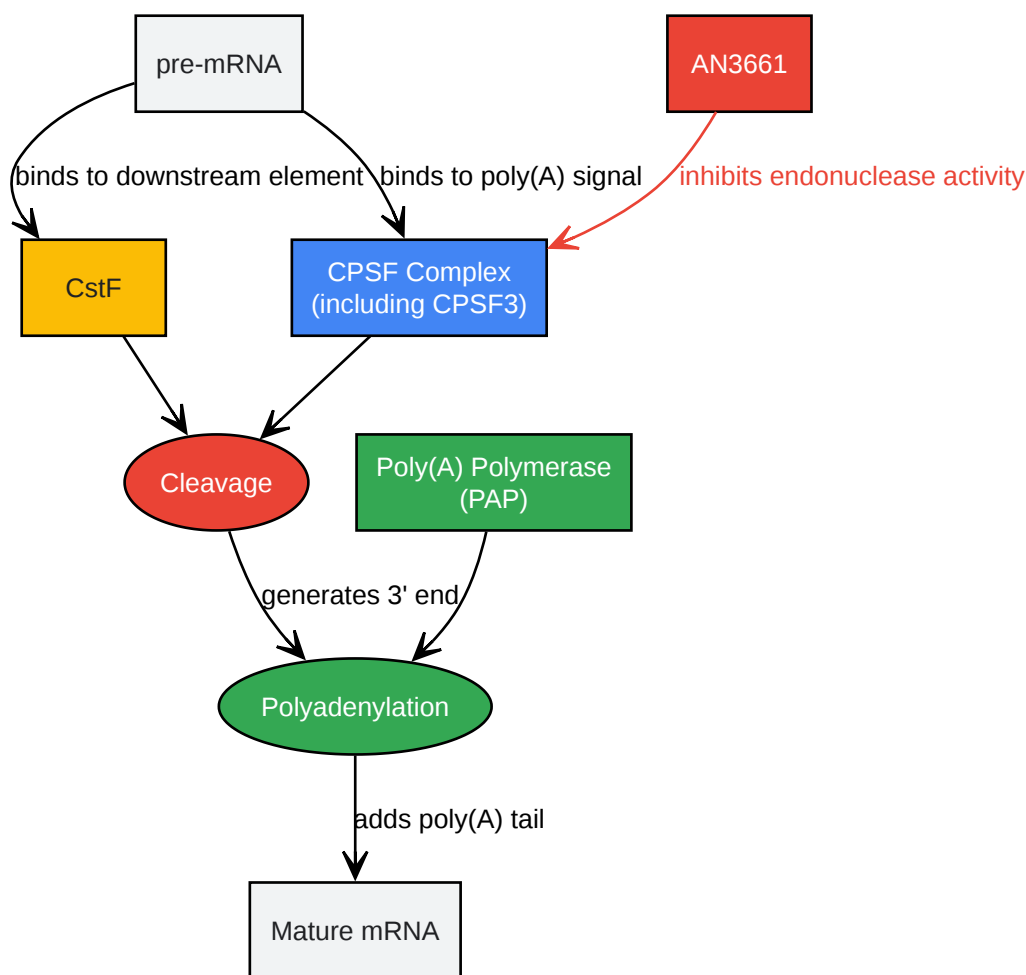 pre-mRNA
AN3661
binds to downstream element
binds to poly(A) signal
inhibits endonuclease activity
CstF
CPSF Complex
(including CPSF3)
Cleavage
Poly(A) Polymerase
(PAP)
generates 3' end
Polyadenylation
adds poly(A) tail
Mature mRNA